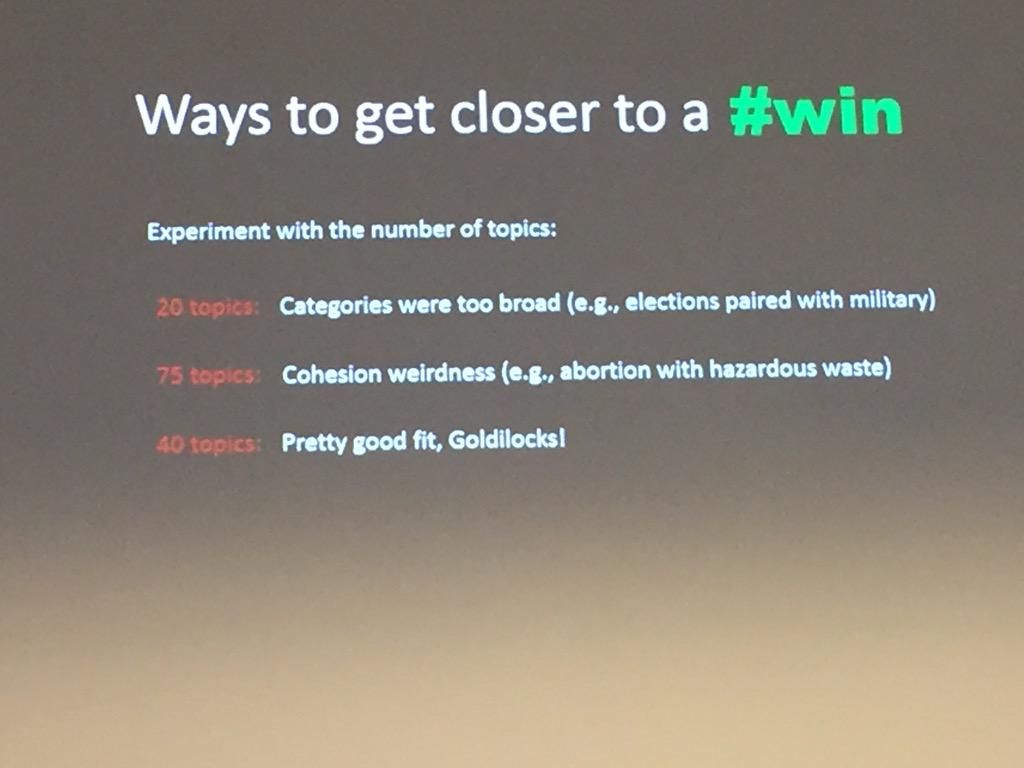 Ways to get closer to a #win
Experiment with the number of topics:
20 topics: Categories were too broad (e.g., elections paired with military)
75 topics: Cohesion weirdness (e.g., abortion with hazardous waste)
40 topics: Pretty good fit, Goldilocks!